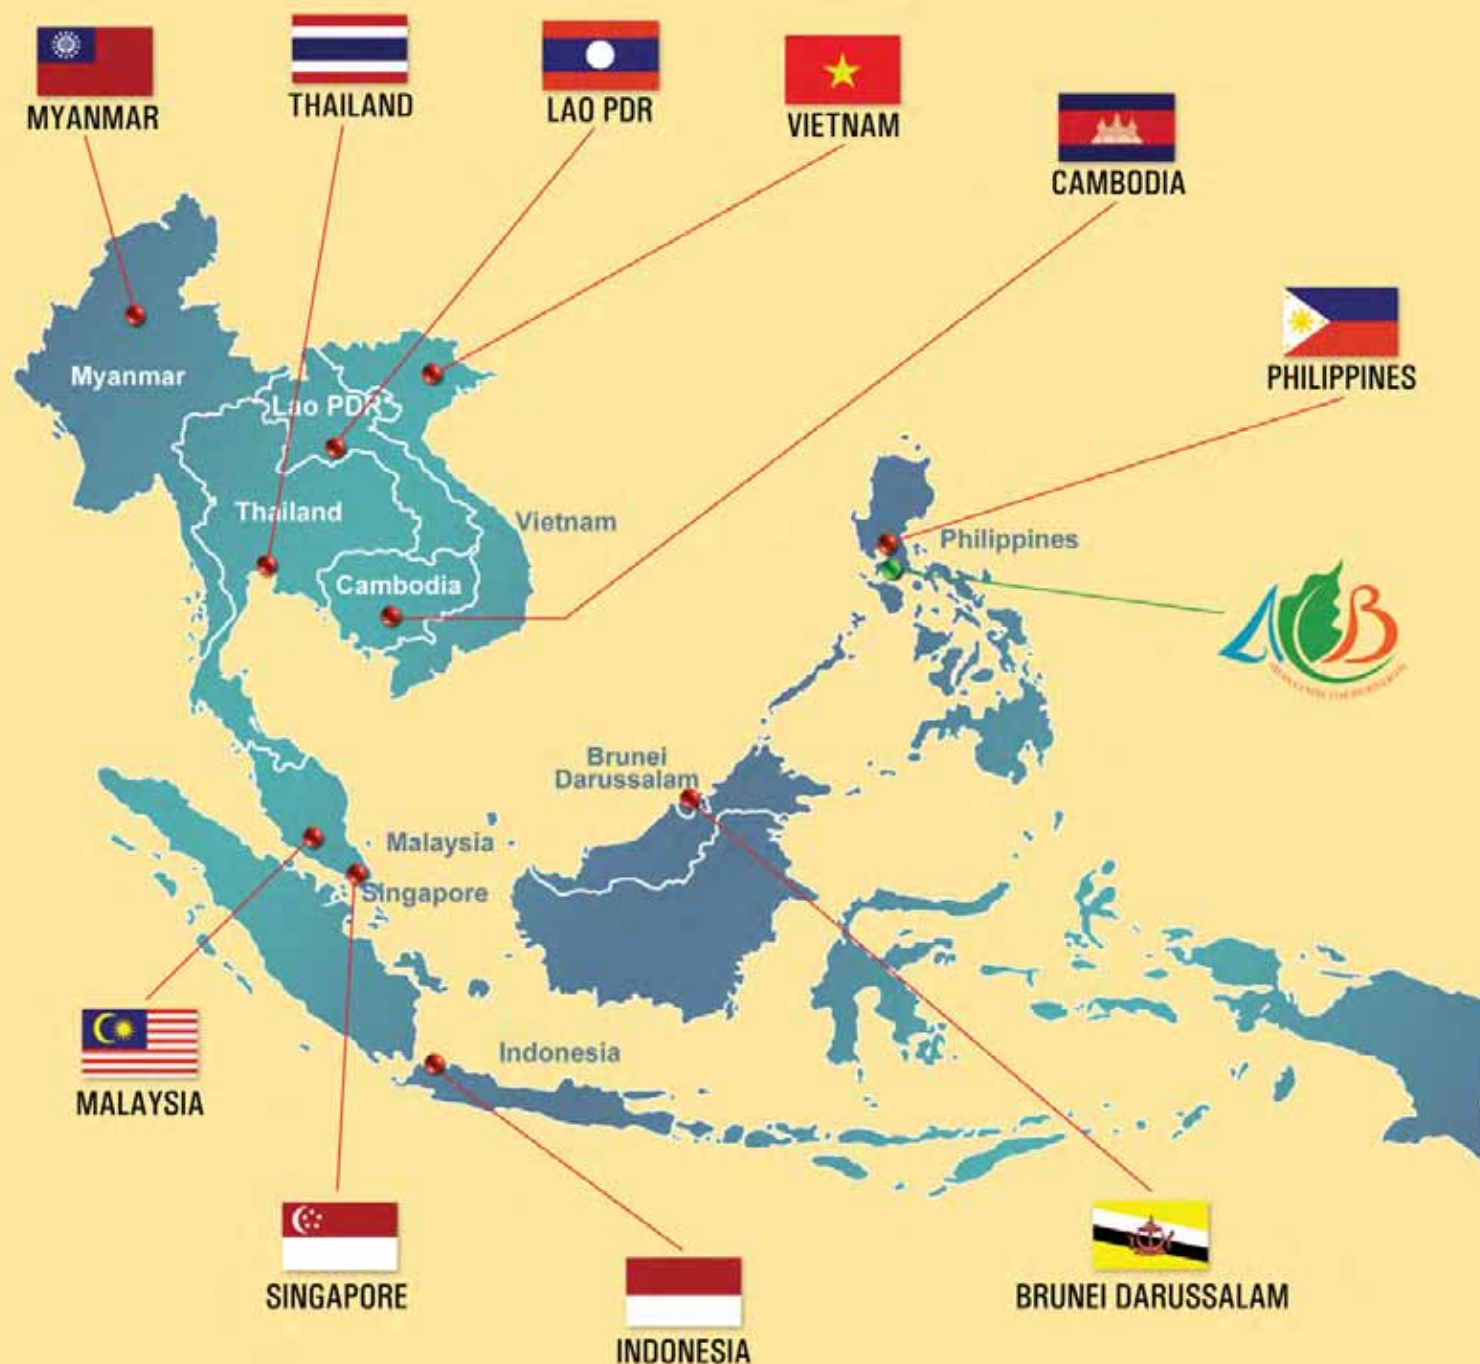 MYANMAR
THAILAND
LAO PDR
VIETNAM
CAMBODIA
PHILIPPINES
Myanmar
Lao PDR
Thailand
Vietnam
Cambodia
Philippines
ACB
Brunei
Darussalam
Malaysia
Singapore
Indonesia
MALAYSIA
SINGAPORE
INDONESIA
BRUNEI DARUSSALAM